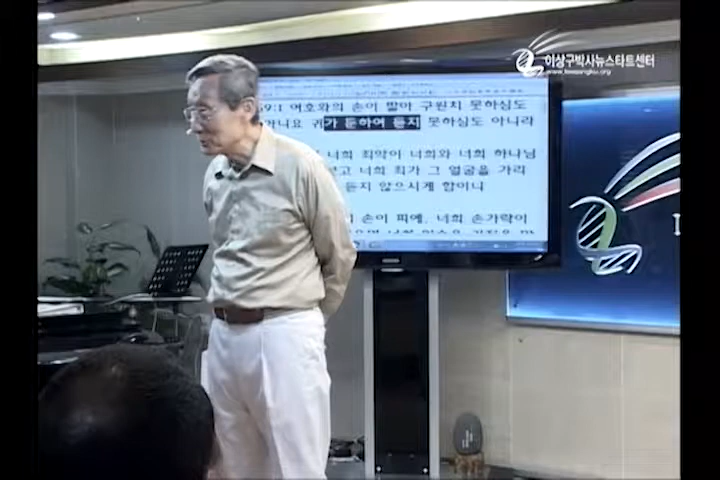 이상구박사뉴스타트센터
www.leesangku.org
59:1 여호와의 손이 짧아 구원치 못하심도
아니요 귀가 둔하여 듣지 못하심도 아니라
너희 죄악이 너희와 너희 하나님
너희 죄가 그 얼굴을 가리
듣지 않으시게 함이니
손이 피에, 너희 손가락이